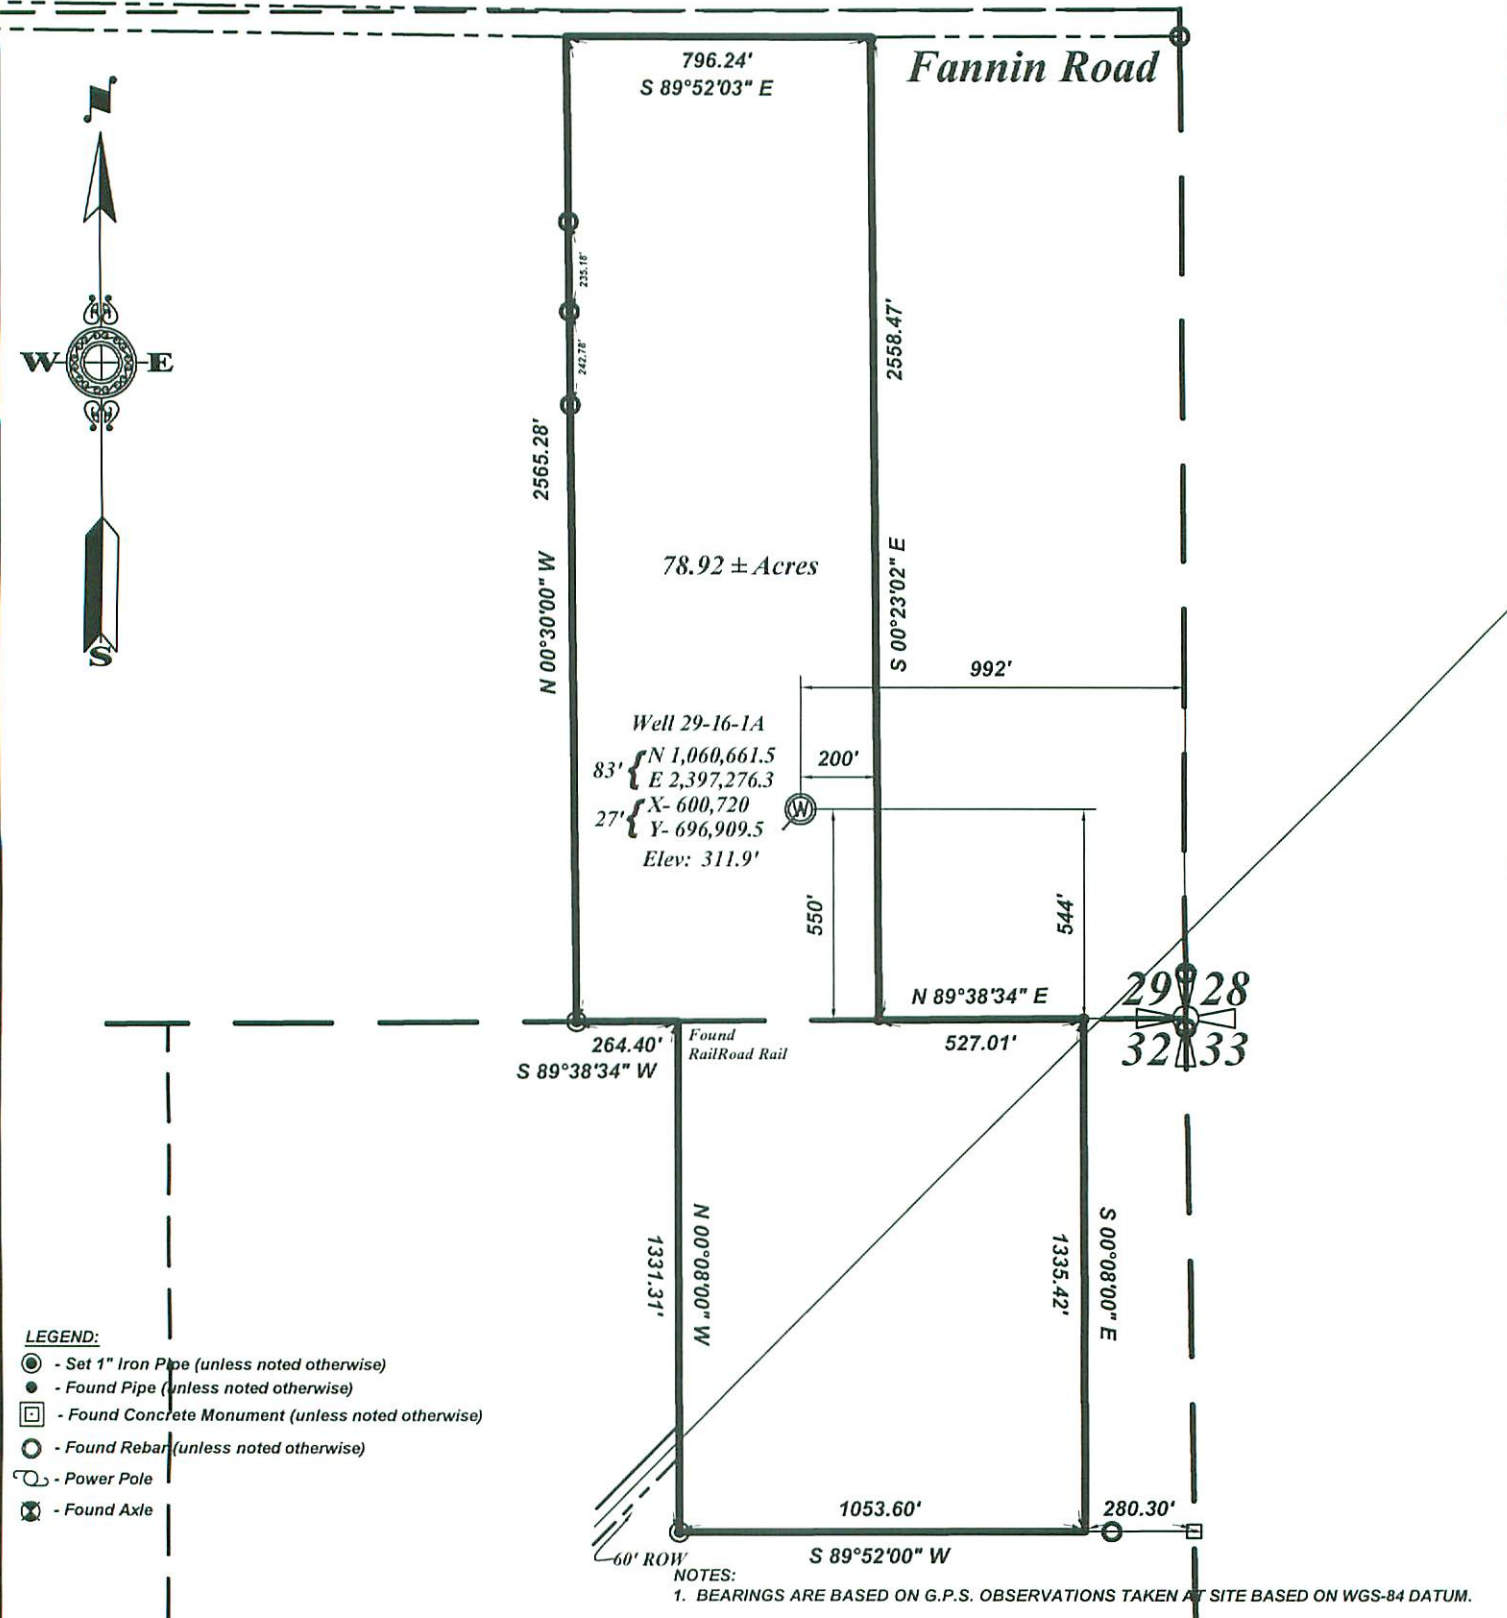 796.24'
S 89°52'03" E
Fannin Road
N
W E
S
235.18'
242.78'
2565.28'
N 00°30'00" W
2558.47'
S 00°23'02" E
78.92 ± Acres
992'
Well 29-16-1A
83' { N 1,060,661.5
E 2,397,276.3
27' { X- 600,720
Y- 696,909.5
Elev: 311.9'
200'
W
550'
544'
N 89°38'34" E
527.01'
29 28
32 33
264.40'
S 89°38'34" W
Found
RailRoad Rail
1331.31'
N 00°08'00" W
1335.42'
S 00°08'00" E
LEGEND:
- Set 1" Iron Pipe (unless noted otherwise)
- Found Pipe (unless noted otherwise)
- Found Concrete Monument (unless noted otherwise)
- Found Rebar (unless noted otherwise)
- Power Pole
- Found Axle
1053.60'
280.30'
S 89°52'00" W
60' ROW
NOTES:
1. BEARINGS ARE BASED ON G.P.S. OBSERVATIONS TAKEN AT SITE BASED ON WGS-84 DATUM.